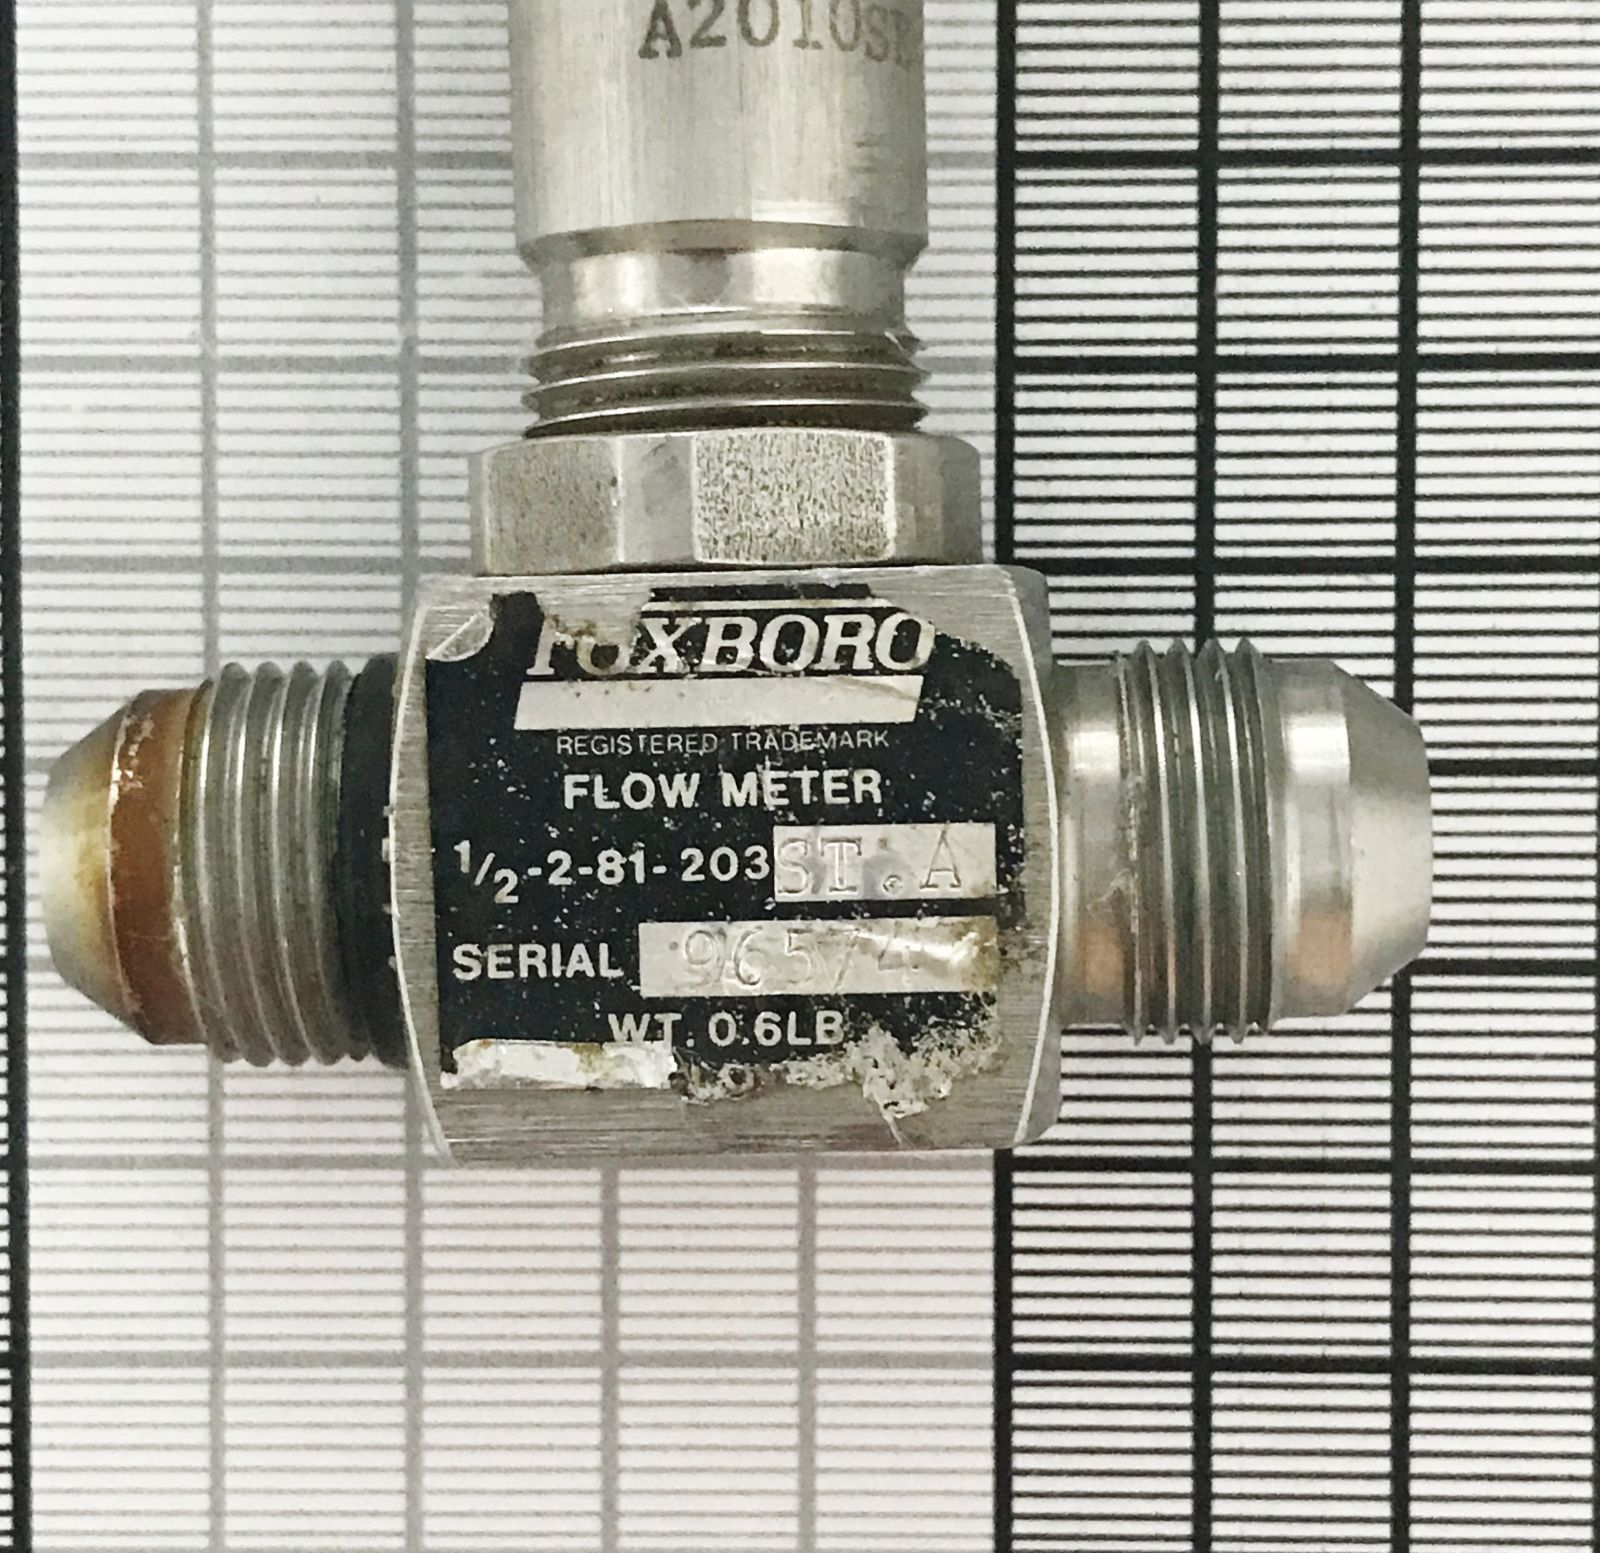 A2010S
FOXBORO
REGISTERED TRADEMARK
FLOW METER
1/2-2-81-203 ST.A
SERIAL 96574
WT. 0.6LB